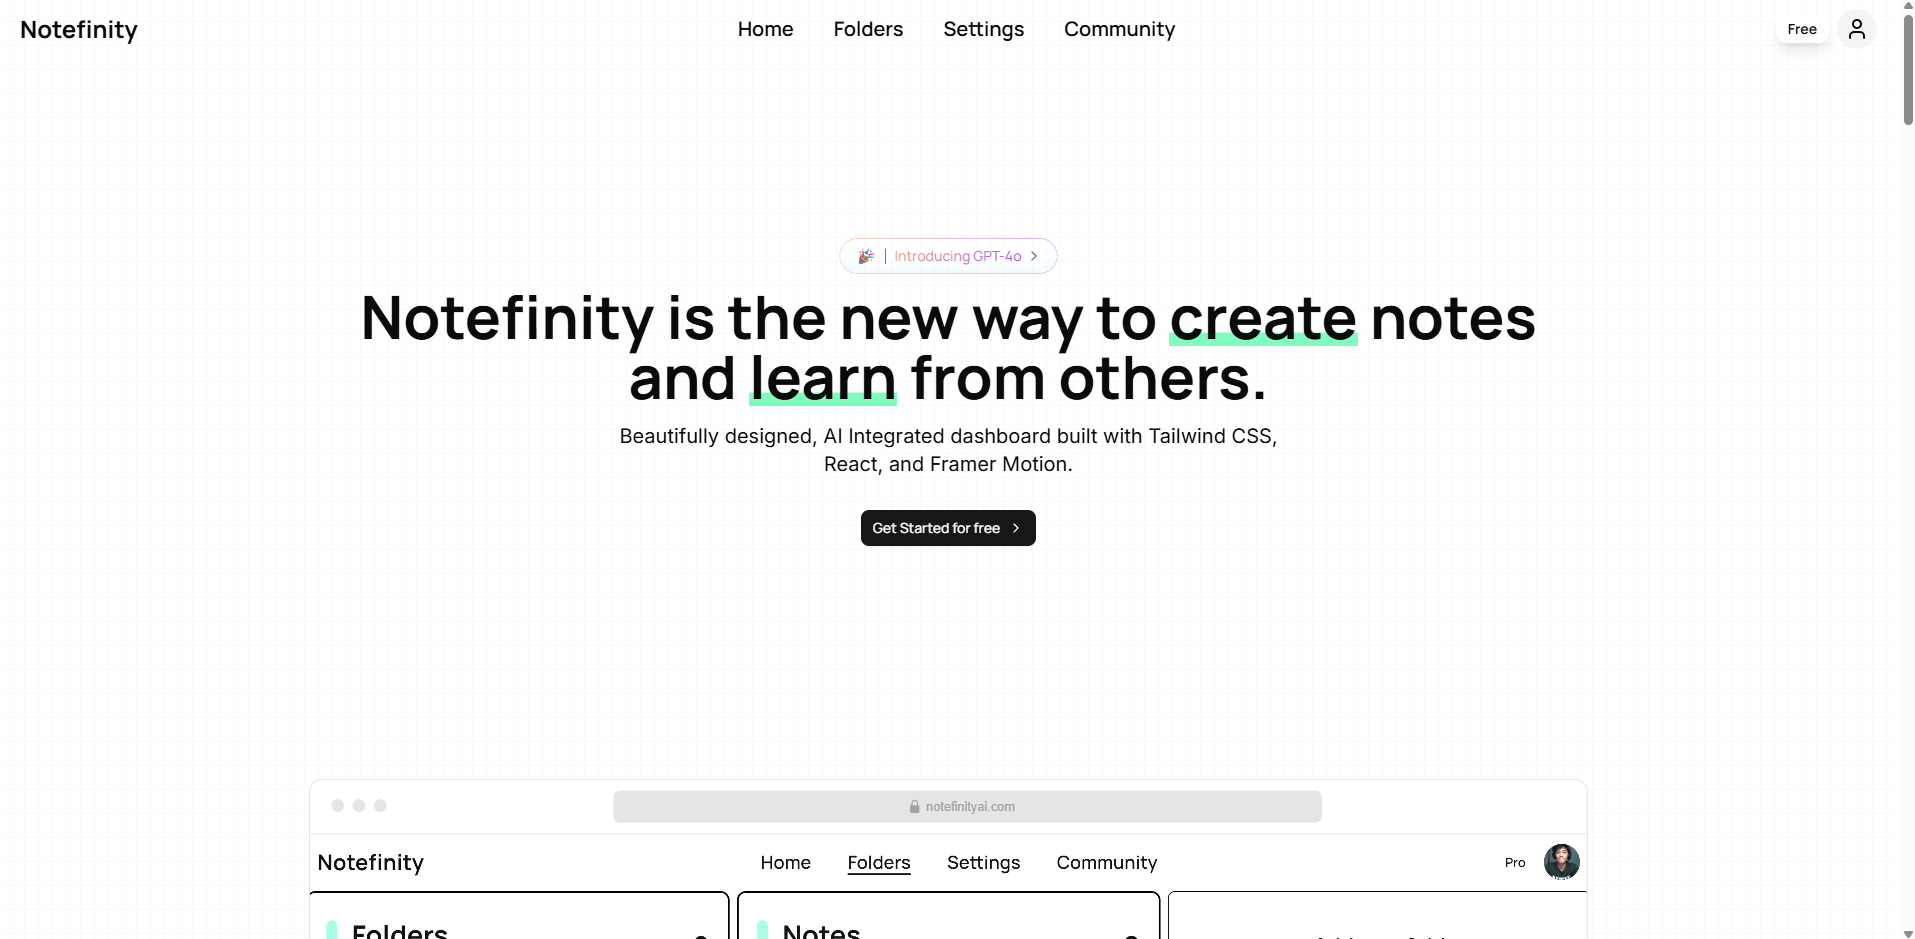 Notefinity
Home Folders Settings Community
Free
Introducing GPT-4o
Notefinity is the new way to create notes
and learn from others.
Beautifully designed, AI Integrated dashboard built with Tailwind CSS,
React, and Framer Motion.
Get Started for free
notefinityai.com
Notefinity
Home Folders Settings Community
Pro
Folders
Notes